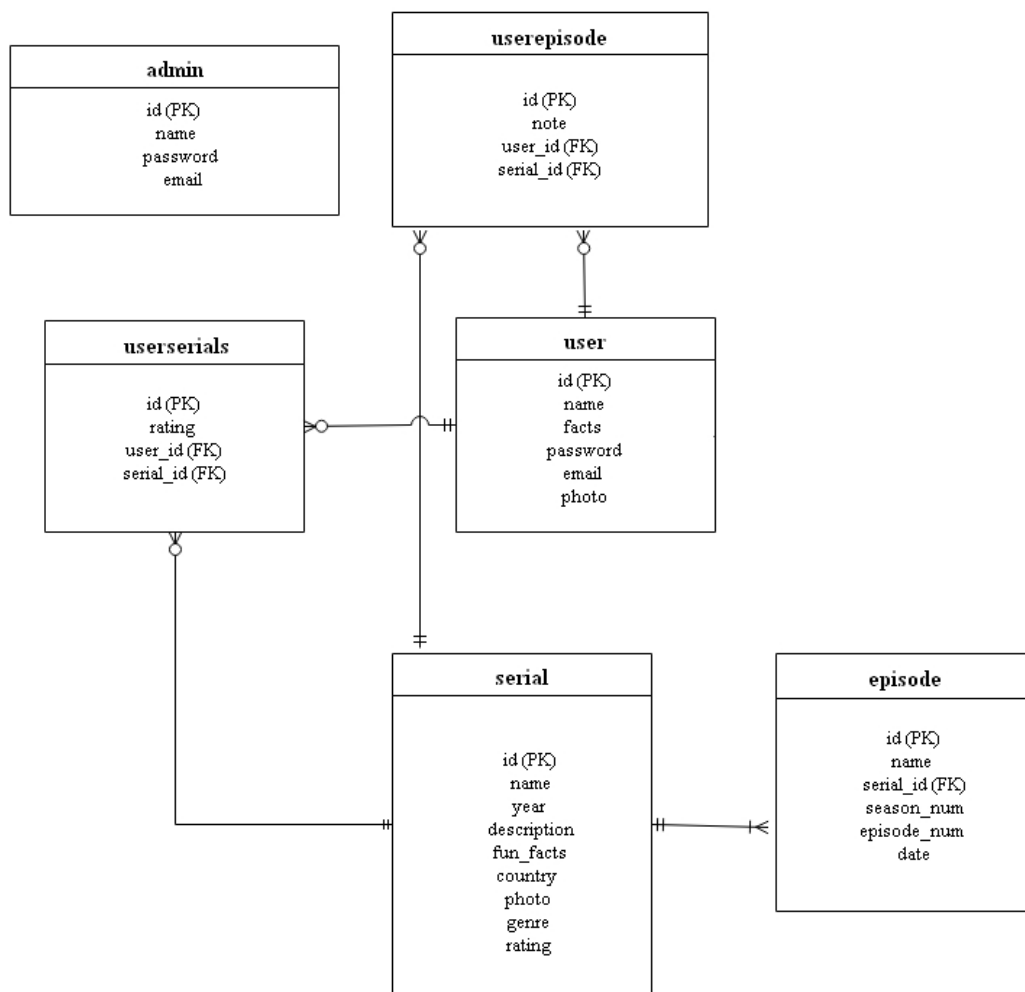 admin
id (PK)
name
password
email
userepisode
id (PK)
note
user_id (FK)
serial_id (FK)
userserials
id (PK)
rating
user_id (FK)
serial_id (FK)
user
id (PK)
name
facts
password
email
photo
serial
id (PK)
name
year
description
fun_facts
country
photo
genre
rating
episode
id (PK)
name
serial_id (FK)
season_num
episode_num
date